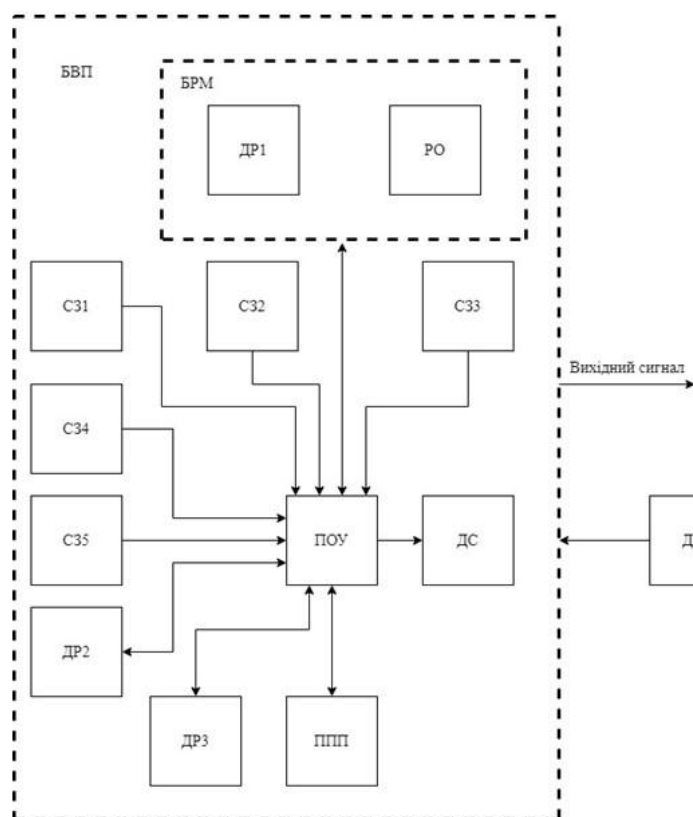 БВП
БРМ
ДР1
РО
СЗ1
СЗ2
СЗ3
Вихідний сигнал
СЗ4
СЗ5
ПОУ
ДС
ДР2
ДР3
ППП